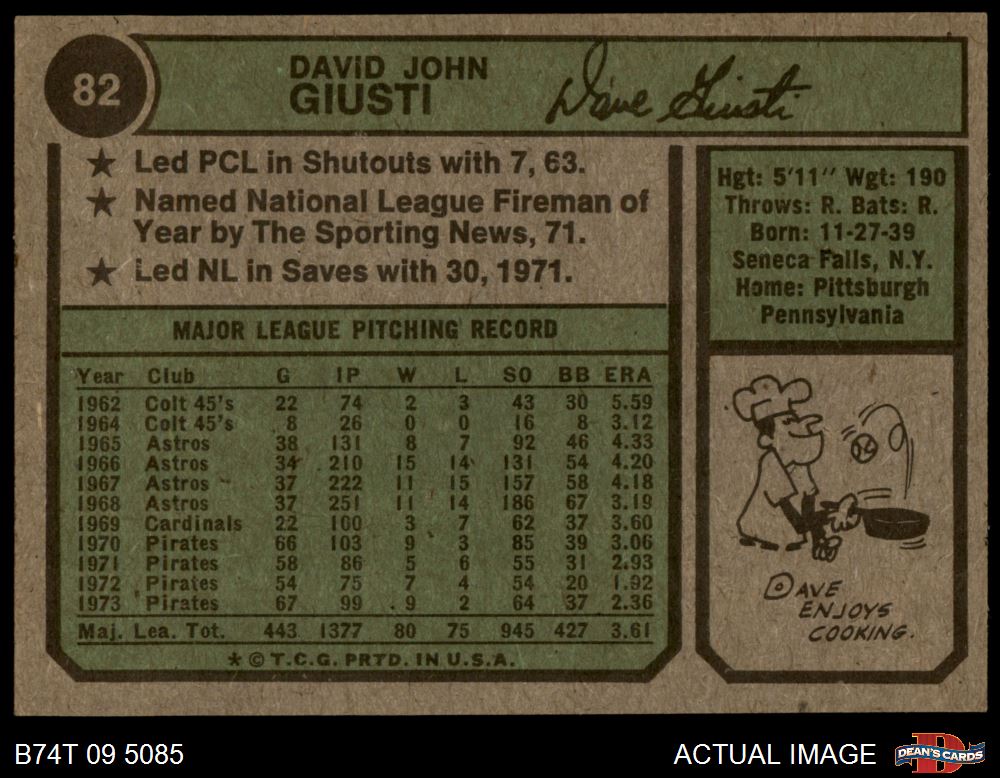 82
DAVID JOHN
GIUSTI
Dave Giusti
★ Led PCL in Shutouts with 7, 63.
★ Named National League Fireman of
Year by The Sporting News, 71.
★ Led NL in Saves with 30, 1971.
Hgt: 5'11" Wgt: 190
Throws: R. Bats: R.
Born: 11-27-39
Seneca Falls, N.Y.
Home: Pittsburgh
Pennsylvania
MAJOR LEAGUE PITCHING RECORD
Year Club G IP W L SO BB ERA
1962 Colt 45's 22 74 2 3 43 30 5.59
1964 Colt 45's 8 26 0 0 16 8 3.12
1965 Astros 38 131 8 7 92 46 4.33
1966 Astros 34 210 15 14 131 54 4.20
1967 Astros 37 222 11 15 157 58 4.18
1968 Astros 37 251 11 14 186 67 3.19
1969 Cardinals 22 100 3 7 62 37 3.60
1970 Pirates 66 103 9 3 85 39 3.06
1971 Pirates 58 86 5 6 55 31 2.93
1972 Pirates 54 75 7 4 54 20 1.92
1973 Pirates 67 99 9 2 64 37 2.36
Maj. Lea. Tot. 443 1377 80 75 945 427 3.61
★ © T.C.G. PRTD. IN U.S.A.
DAVE
ENJOYS
COOKING.
B74T 09 5085
ACTUAL IMAGE
DEAN'S CARDS